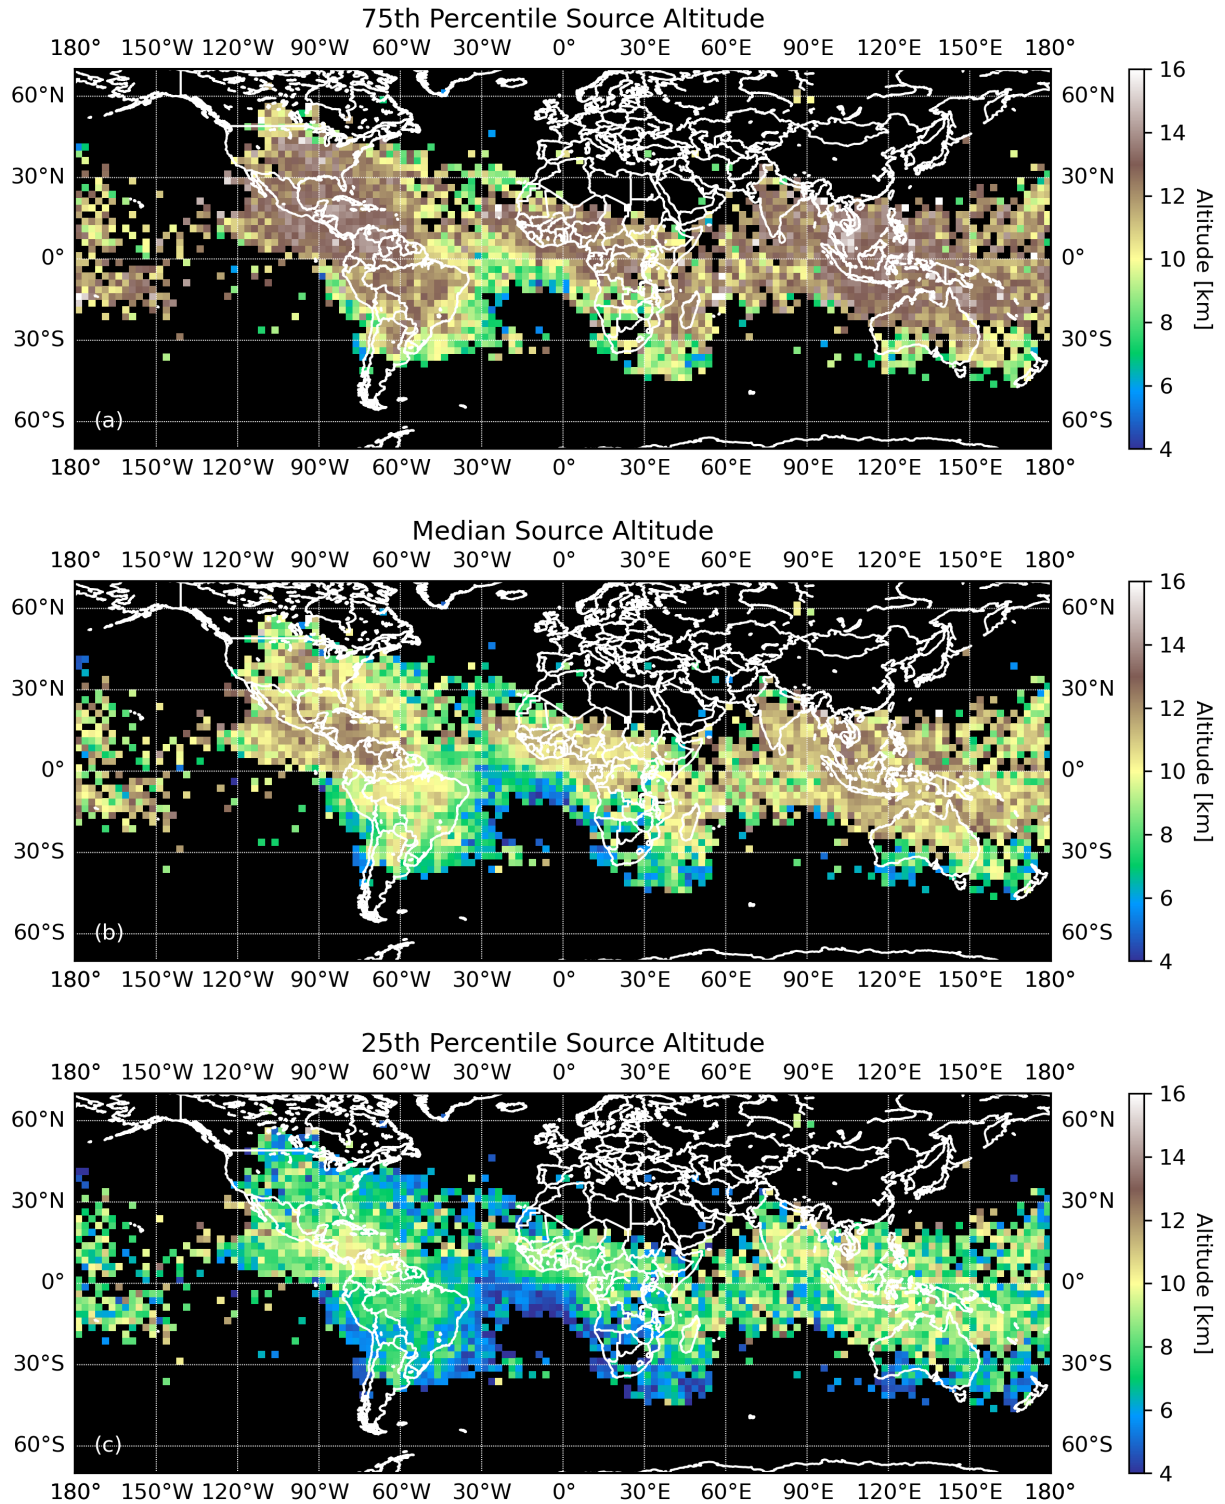 75th Percentile Source Altitude
180° 150°W 120°W 90°W 60°W 30°W 0° 30°E 60°E 90°E 120°E 150°E 180°
60°N 60°N 16
14
30°N 30°N
12
0° 0° Altitude [km]
10
8
30°S 30°S
6
60°S (a) 60°S
4
180° 150°W 120°W 90°W 60°W 30°W 0° 30°E 60°E 90°E 120°E 150°E 180°
Median Source Altitude
180° 150°W 120°W 90°W 60°W 30°W 0° 30°E 60°E 90°E 120°E 150°E 180°
60°N 60°N 16
14
30°N 30°N
12
0° 0° Altitude [km]
10
8
30°S 30°S
6
60°S (b) 60°S
4
180° 150°W 120°W 90°W 60°W 30°W 0° 30°E 60°E 90°E 120°E 150°E 180°
25th Percentile Source Altitude
180° 150°W 120°W 90°W 60°W 30°W 0° 30°E 60°E 90°E 120°E 150°E 180°
60°N 60°N 16
14
30°N 30°N
12
0° 0° Altitude [km]
10
8
30°S 30°S
6
60°S (c) 60°S
4
180° 150°W 120°W 90°W 60°W 30°W 0° 30°E 60°E 90°E 120°E 150°E 180°